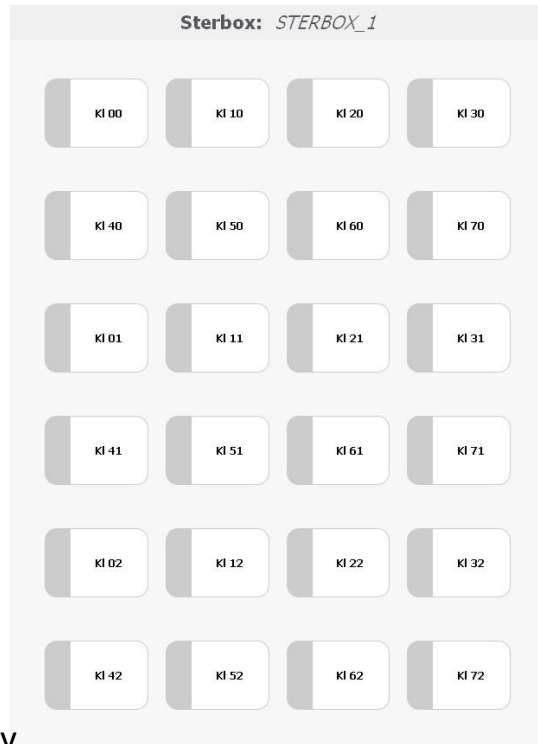 Sterbox: STERBOX_1
Kl 00 Kl 10 Kl 20 Kl 30
Kl 40 Kl 50 Kl 60 Kl 70
Kl 01 Kl 11 Kl 21 Kl 31
Kl 41 Kl 51 Kl 61 Kl 71
Kl 02 Kl 12 Kl 22 Kl 32
Kl 42 Kl 52 Kl 62 Kl 72